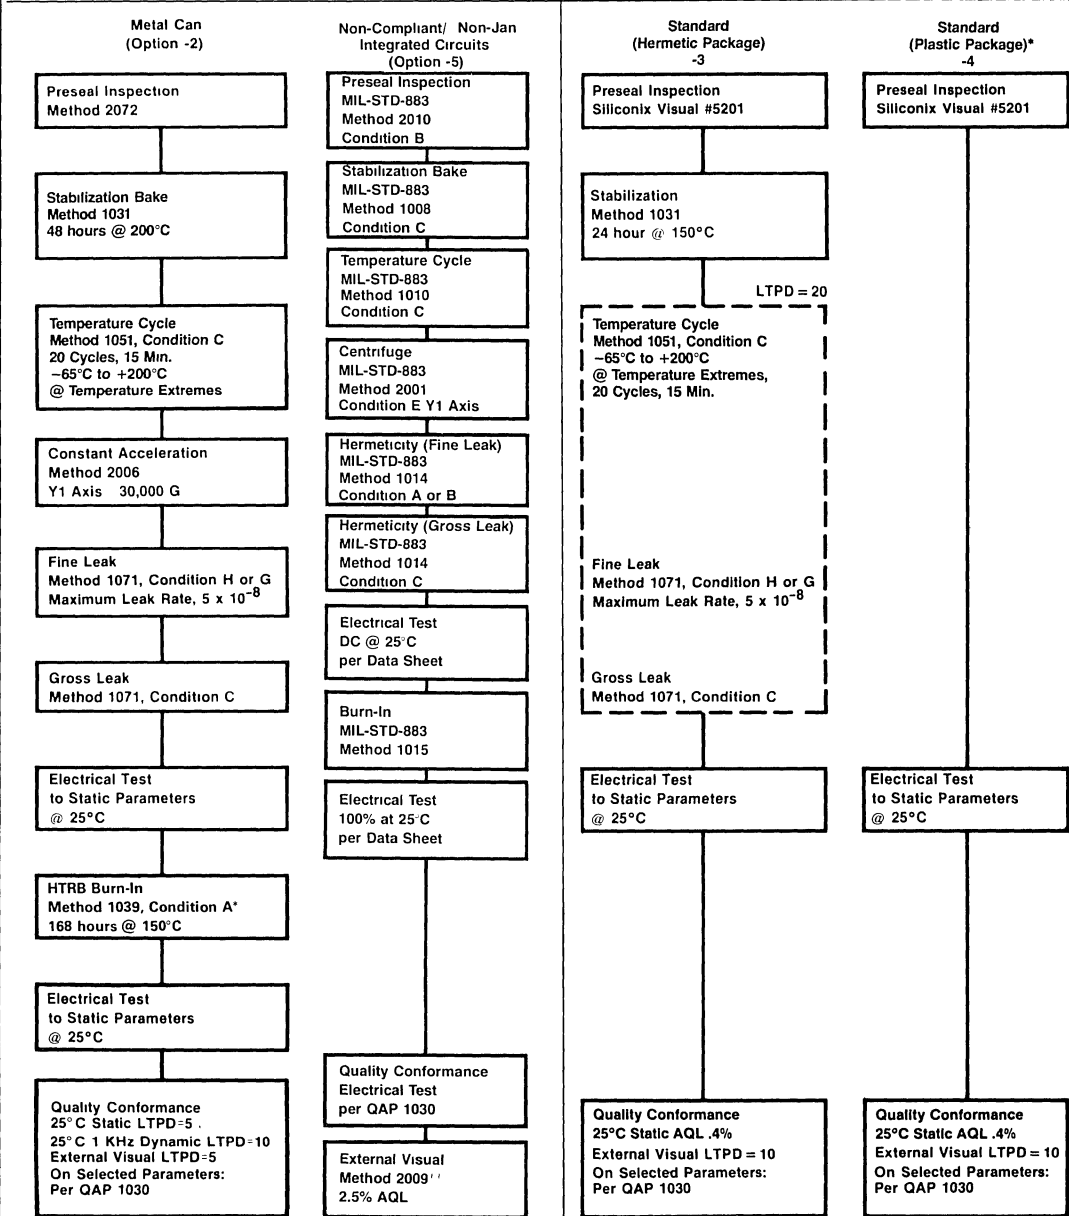 Metal Can
(Option -2)
Preseal Inspection
Method 2072
Stabilization Bake
Method 1031
48 hours @ 200°C
Temperature Cycle
Method 1051, Condition C
20 Cycles, 15 Min.
−65°C to +200°C
@ Temperature Extremes
Constant Acceleration
Method 2006
Y1 Axis 30,000 G
Fine Leak
Method 1071, Condition H or G
Maximum Leak Rate, 5 x 10⁻⁸
Gross Leak
Method 1071, Condition C
Electrical Test
to Static Parameters
@ 25°C
HTRB Burn-In
Method 1039, Condition A*
168 hours @ 150°C
Electrical Test
to Static Parameters
@ 25°C
Quality Conformance
25°C Static LTPD=5 .
25°C 1 KHz Dynamic LTPD=10
External Visual LTPD=5
On Selected Parameters:
Per QAP 1030
Non-Compliant/ Non-Jan
Integrated Circuits
(Option -5)
Preseal Inspection
MIL-STD-883
Method 2010
Condition B
Stabilization Bake
MIL-STD-883
Method 1008
Condition C
Temperature Cycle
MIL-STD-883
Method 1010
Condition C
Centrifuge
MIL-STD-883
Method 2001
Condition E Y1 Axis
Hermeticity (Fine Leak)
MIL-STD-883
Method 1014
Condition A or B
Hermeticity (Gross Leak)
MIL-STD-883
Method 1014
Condition C
Electrical Test
DC @ 25°C
per Data Sheet
Burn-In
MIL-STD-883
Method 1015
Electrical Test
100% at 25°C
per Data Sheet
Quality Conformance
Electrical Test
per QAP 1030
External Visual
Method 2009
2.5% AQL
Standard
(Hermetic Package)
-3
Preseal Inspection
Siliconix Visual #5201
Stabilization
Method 1031
24 hour @ 150°C
LTPD = 20
Temperature Cycle
Method 1051, Condition C
−65°C to +200°C
@ Temperature Extremes,
20 Cycles, 15 Min.
Fine Leak
Method 1071, Condition H or G
Maximum Leak Rate, 5 x 10⁻⁸
Gross Leak
Method 1071, Condition C
Electrical Test
to Static Parameters
@ 25°C
Quality Conformance
25°C Static AQL .4%
External Visual LTPD = 10
On Selected Parameters:
Per QAP 1030
Standard
(Plastic Package)*
-4
Preseal Inspection
Siliconix Visual #5201
Electrical Test
to Static Parameters
@ 25°C
Quality Conformance
25°C Static AQL .4%
External Visual LTPD = 10
On Selected Parameters:
Per QAP 1030